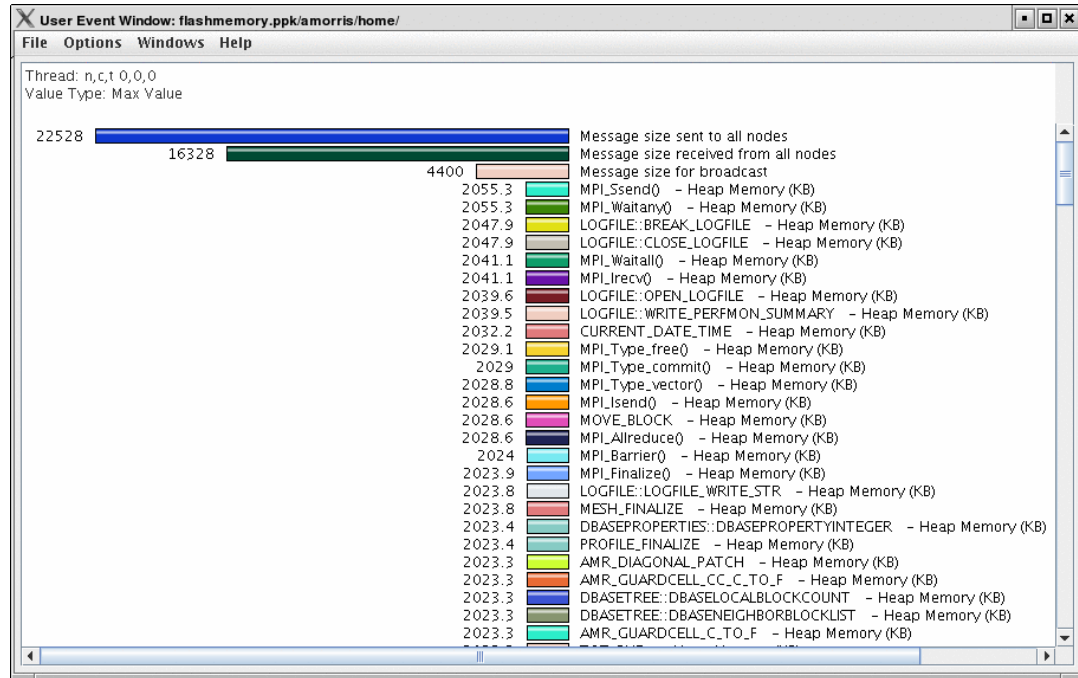 User Event Window: flashmemory.ppk/amorris/home/
File Options Windows Help
Thread: n,c,t 0,0,0
Value Type: Max Value
22528 Message size sent to all nodes
16328 Message size received from all nodes
4400 Message size for broadcast
2055.3 MPI_Ssend() - Heap Memory (KB)
2055.3 MPI_Waitany() - Heap Memory (KB)
2047.9 LOGFILE::BREAK_LOGFILE - Heap Memory (KB)
2047.9 LOGFILE::CLOSE_LOGFILE - Heap Memory (KB)
2041.1 MPI_Waitall() - Heap Memory (KB)
2041.1 MPI_Irecv() - Heap Memory (KB)
2039.6 LOGFILE::OPEN_LOGFILE - Heap Memory (KB)
2039.5 LOGFILE::WRITE_PERFMON_SUMMARY - Heap Memory (KB)
2032.2 CURRENT_DATE_TIME - Heap Memory (KB)
2029.1 MPI_Type_free() - Heap Memory (KB)
2029 MPI_Type_commit() - Heap Memory (KB)
2028.8 MPI_Type_vector() - Heap Memory (KB)
2028.6 MPI_Isend() - Heap Memory (KB)
2028.6 MOVE_BLOCK - Heap Memory (KB)
2028.6 MPI_Allreduce() - Heap Memory (KB)
2024 MPI_Barrier() - Heap Memory (KB)
2023.9 MPI_Finalize() - Heap Memory (KB)
2023.8 LOGFILE::LOGFILE_WRITE_STR - Heap Memory (KB)
2023.8 MESH_FINALIZE - Heap Memory (KB)
2023.4 DBASEPROPERTIES::DBASEPROPERTYINTEGER - Heap Memory (KB)
2023.4 PROFILE_FINALIZE - Heap Memory (KB)
2023.3 AMR_DIAGONAL_PATCH - Heap Memory (KB)
2023.3 AMR_GUARDCELL_CC_C_TO_F - Heap Memory (KB)
2023.3 DBASETREE::DBASELOCALBLOCKCOUNT - Heap Memory (KB)
2023.3 DBASETREE::DBASENEIGHBORBLOCKLIST - Heap Memory (KB)
2023.3 AMR_GUARDCELL_C_TO_F - Heap Memory (KB)